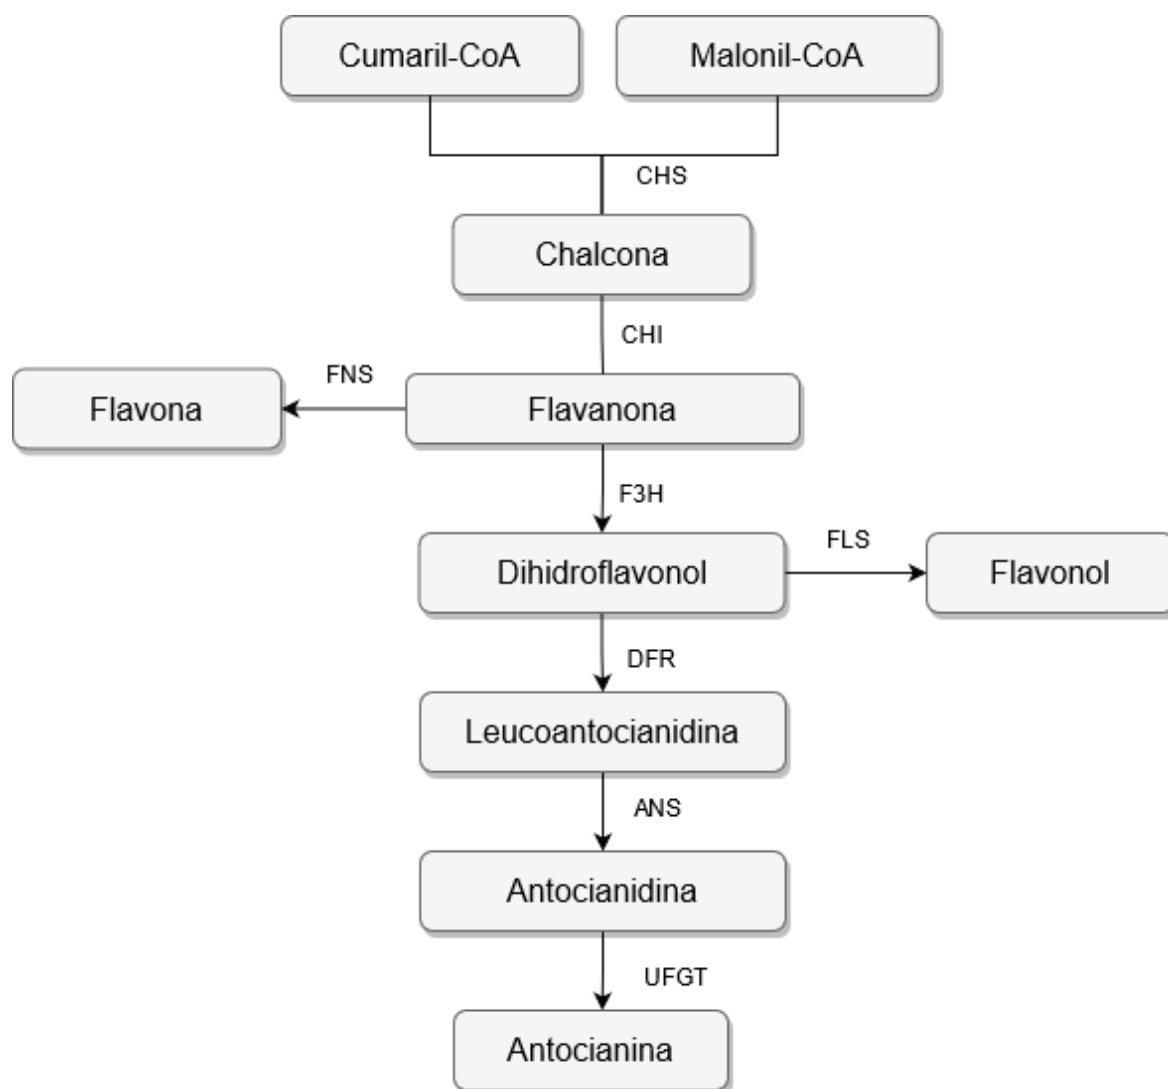 Cumaril-CoA
Malonil-CoA
CHS
Chalcona
CHI
FNS
Flavona
Flavanona
F3H
FLS
Dihidroflavonol
Flavonol
DFR
Leucoantocianidina
ANS
Antocianidina
UFGT
Antocianina